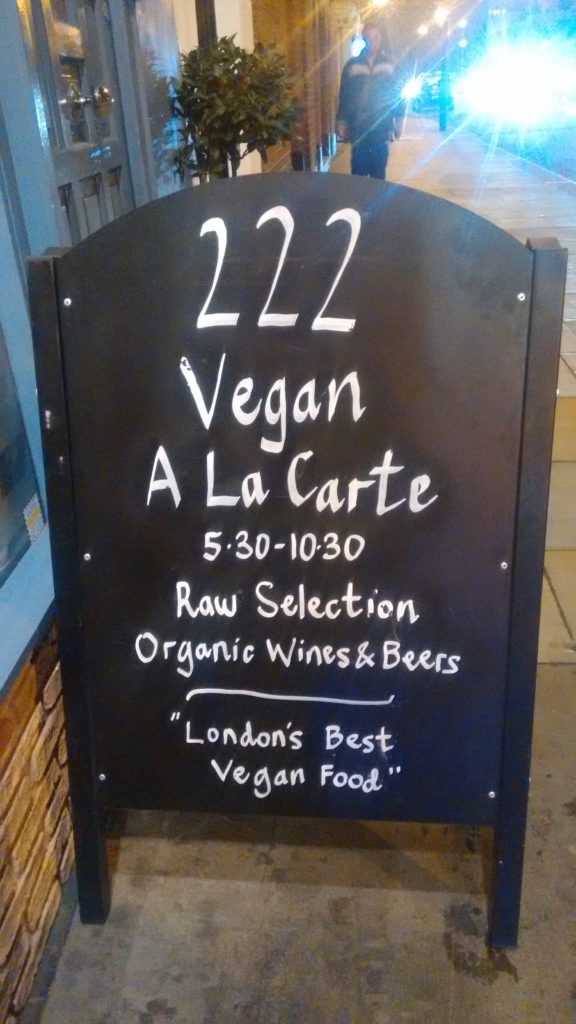 222
Vegan
A La Carte
5·30-10·30
Raw Selection
Organic Wines & Beers
"London's Best
Vegan Food"